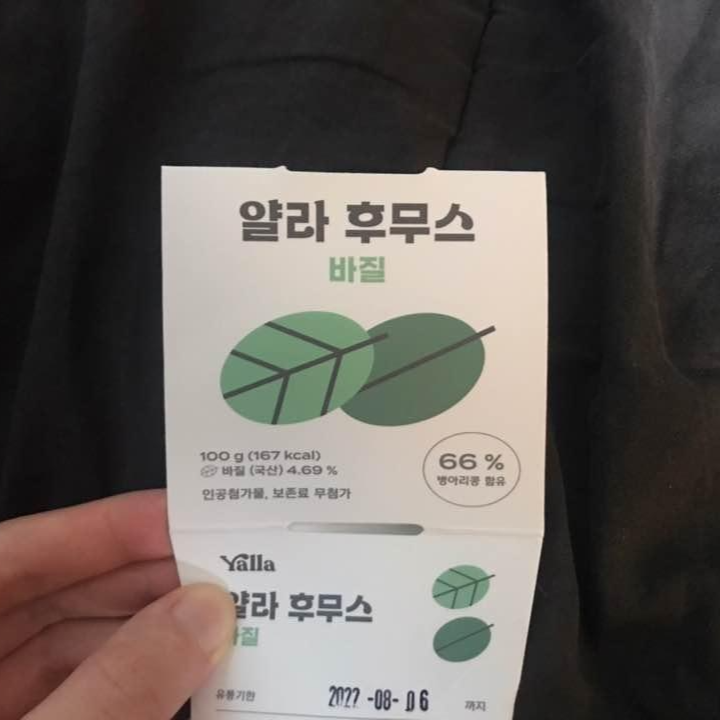 얄라 후무스
바질
100 g (167 kcal)
바질 (국산) 4.69 %
인공첨가물, 보존료 무첨가
66 %
병아리콩 함유
Yalla
얄라 후무스
바질
유통기한 2022 -08- 06 까지